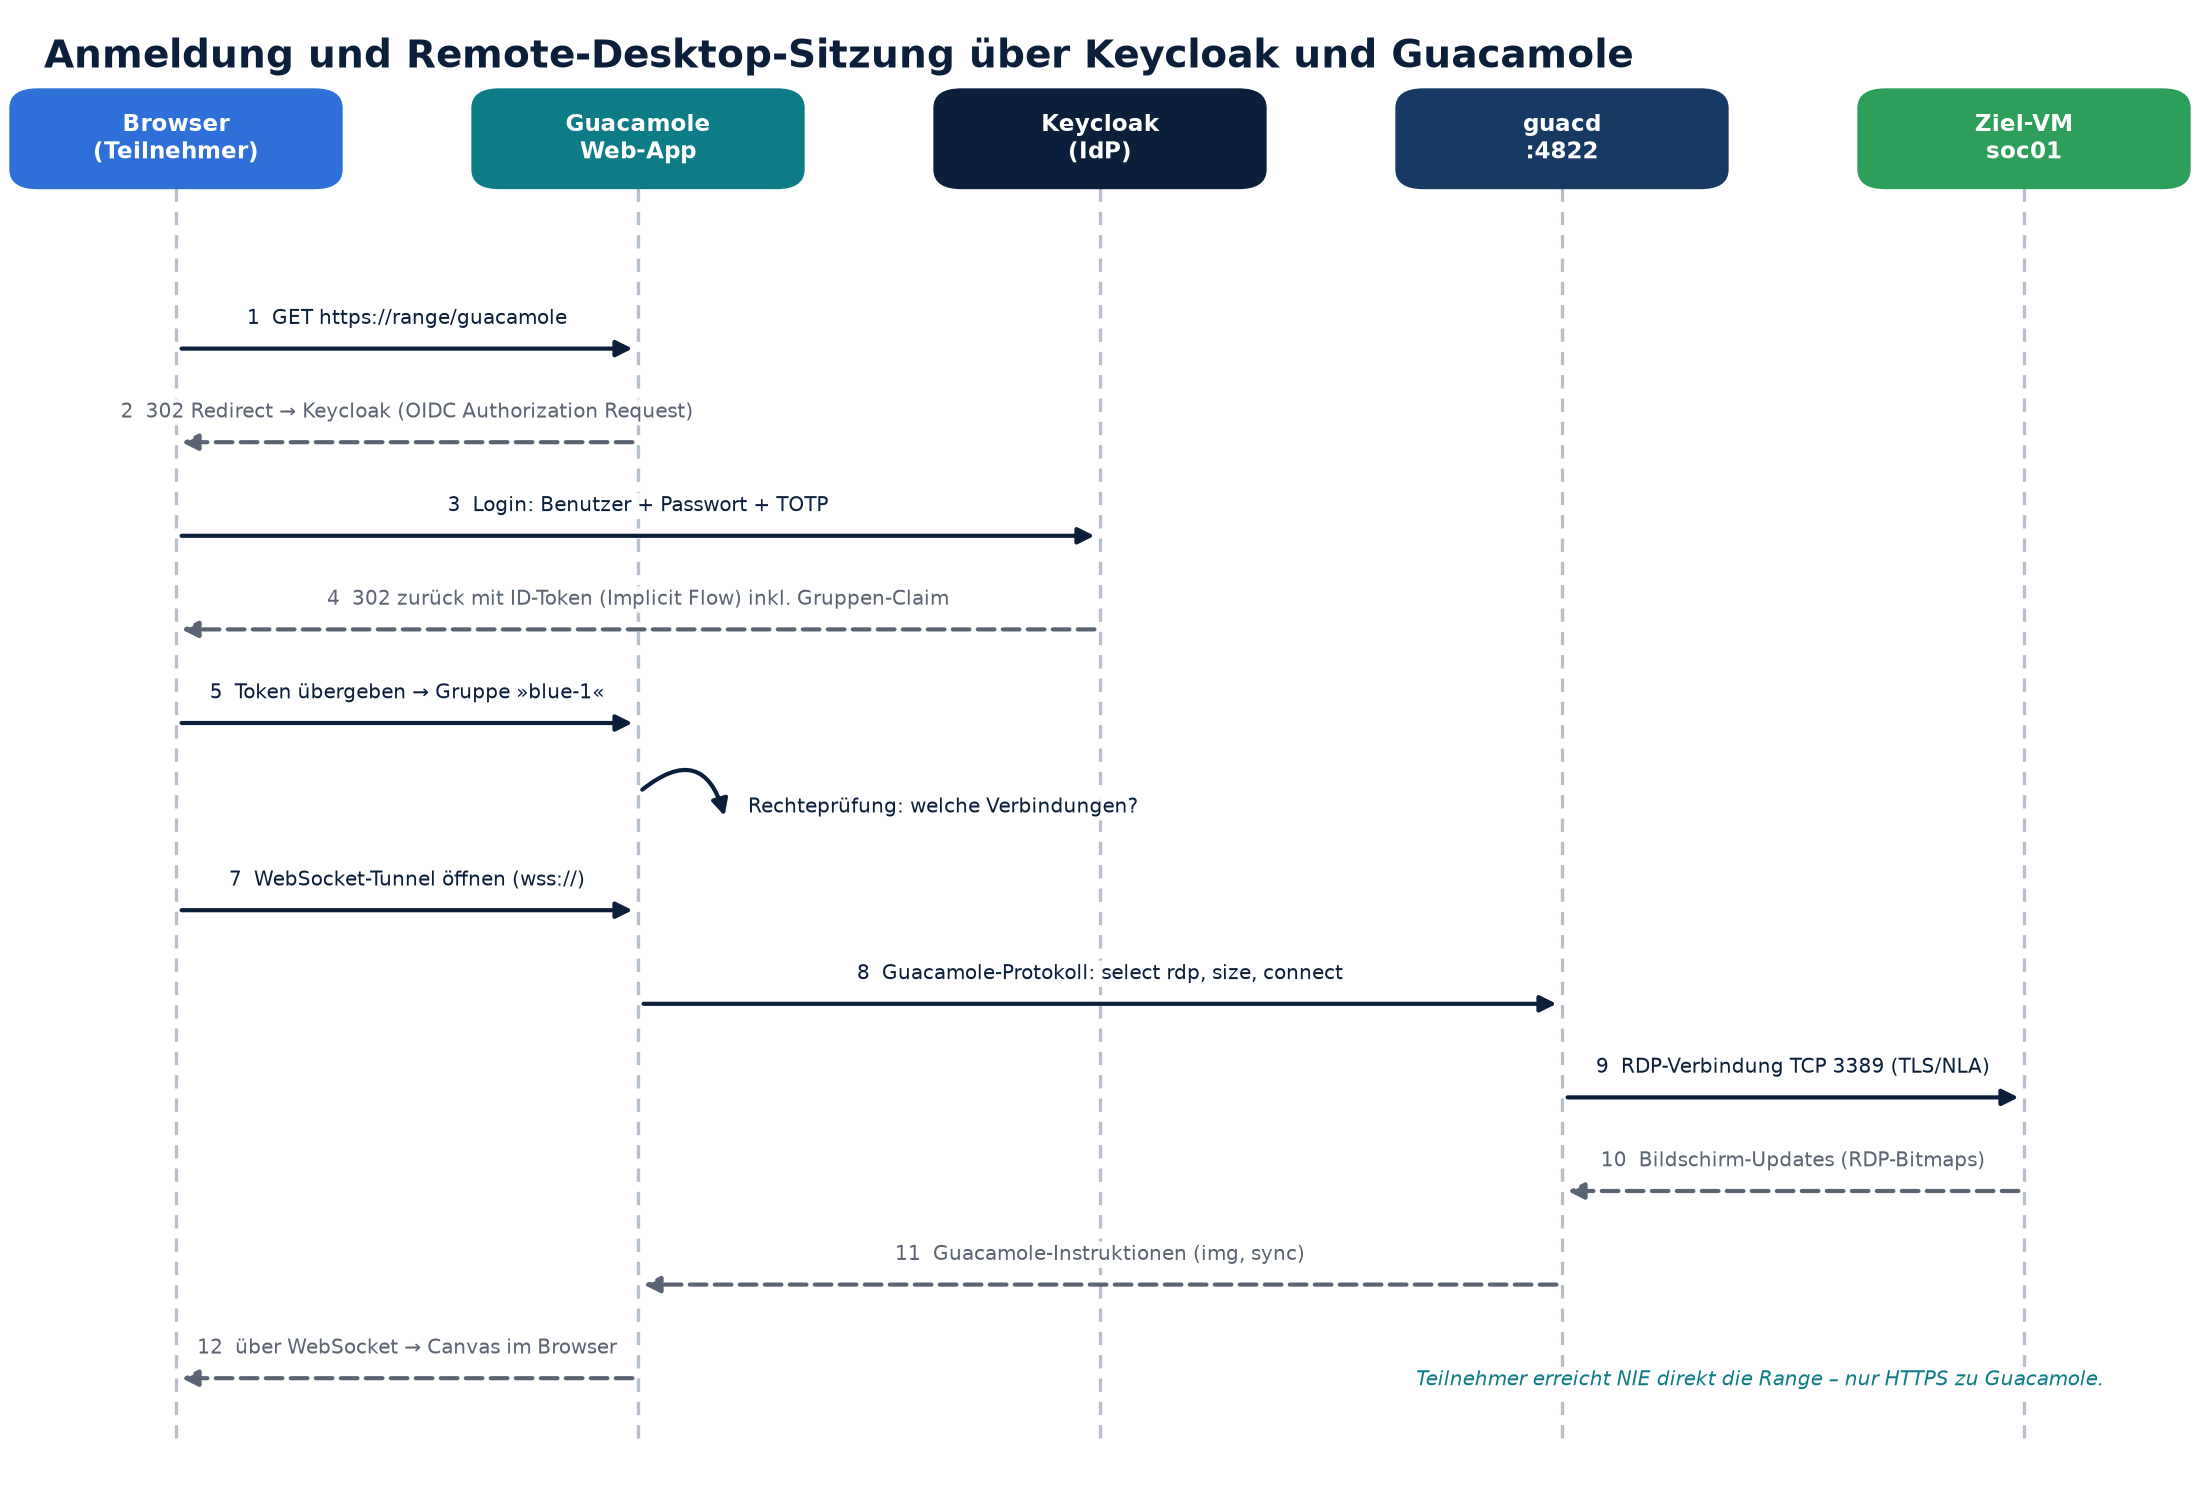 Anmeldung und Remote-Desktop-Sitzung über Keycloak und Guacamole
Browser
(Teilnehmer)
Guacamole
Web-App
Keycloak
(IdP)
guacd
:4822
Ziel-VM
soc01
1  GET https://range/guacamole
2  302 Redirect → Keycloak (OIDC Authorization Request)
3  Login: Benutzer + Passwort + TOTP
4  302 zurück mit ID-Token (Implicit Flow) inkl. Gruppen-Claim
5  Token übergeben → Gruppe »blue-1«
Rechteprüfung: welche Verbindungen?
7  WebSocket-Tunnel öffnen (wss://)
8  Guacamole-Protokoll: select rdp, size, connect
9  RDP-Verbindung TCP 3389 (TLS/NLA)
10  Bildschirm-Updates (RDP-Bitmaps)
11  Guacamole-Instruktionen (img, sync)
12  über WebSocket → Canvas im Browser
Teilnehmer erreicht NIE direkt die Range – nur HTTPS zu Guacamole.